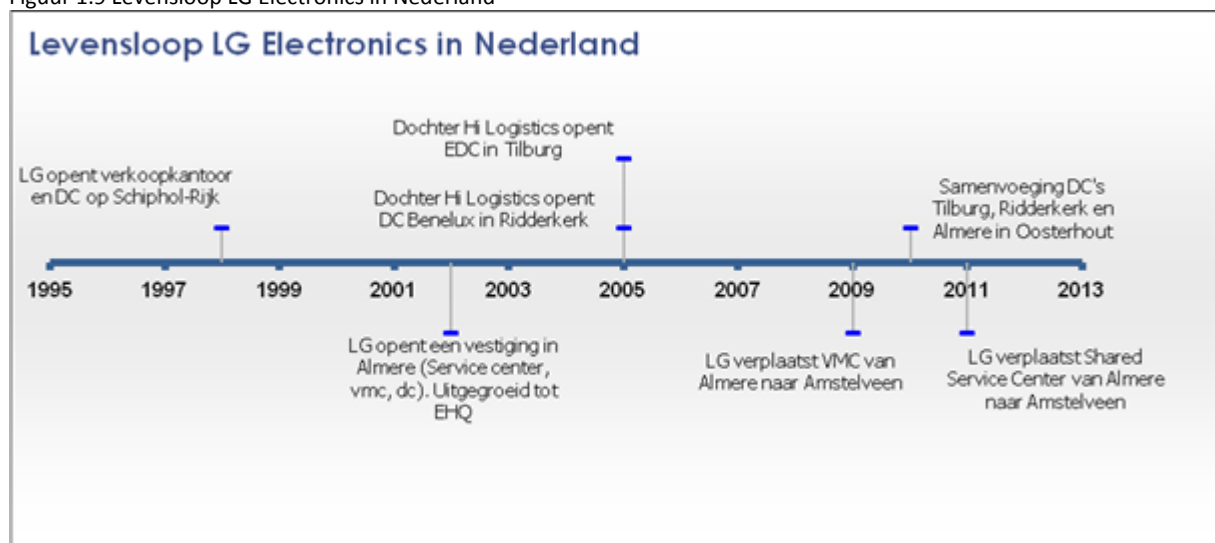 Figuur 1.9 Levensloop LG Electronics in Nederland
Levensloop LG Electronics in Nederland
Dochter Hi Logistics opent
EDC in Tilburg
LG opent verkoopkantoor
en DC op Schiphol-Rijk
Dochter Hi Logistics opent
DC Benelux in Ridderkerk
Samenvoeging DC's
Tilburg, Ridderkerk en
Almere in Oosterhout
1995 1997 1999 2001 2003 2005 2007 2009 2011 2013
LG opent een vestiging in
Almere (Service center,
vmc, dc). Uitgegroeid tot
EHQ
LG verplaatst VMC van
Almere naar Amstelveen
LG verplaatst Shared
Service Center van Almere
naar Amstelveen